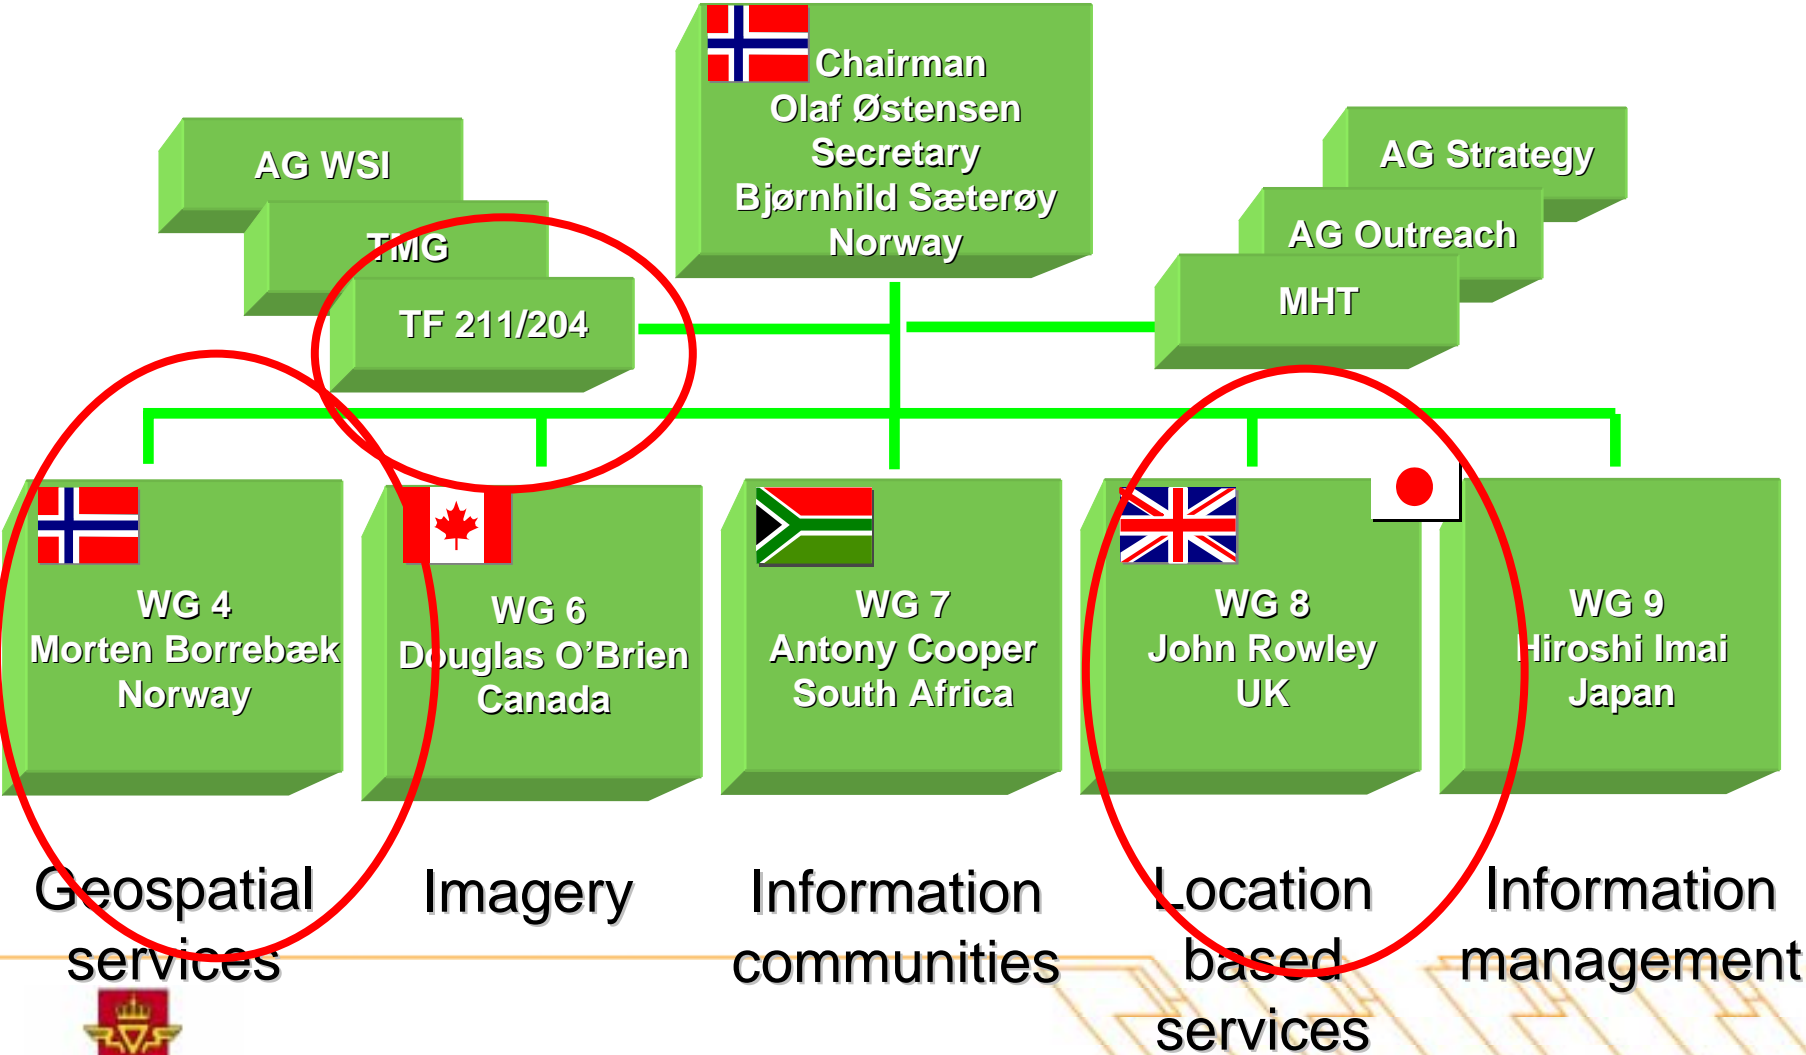 Chairman
Olaf Østensen
Secretary
Bjørnhild Sæterøy
Norway
AG WSI
TMG
TF 211/204
AG Strategy
AG Outreach
MHT
WG 4
Morten Borrebæk
Norway
WG 6
Douglas O’Brien
Canada
WG 7
Antony Cooper
South Africa
WG 8
John Rowley
UK
WG 9
Hiroshi Imai
Japan
Geospatial
services
Imagery
Information
communities
Location
based
services
Information
management